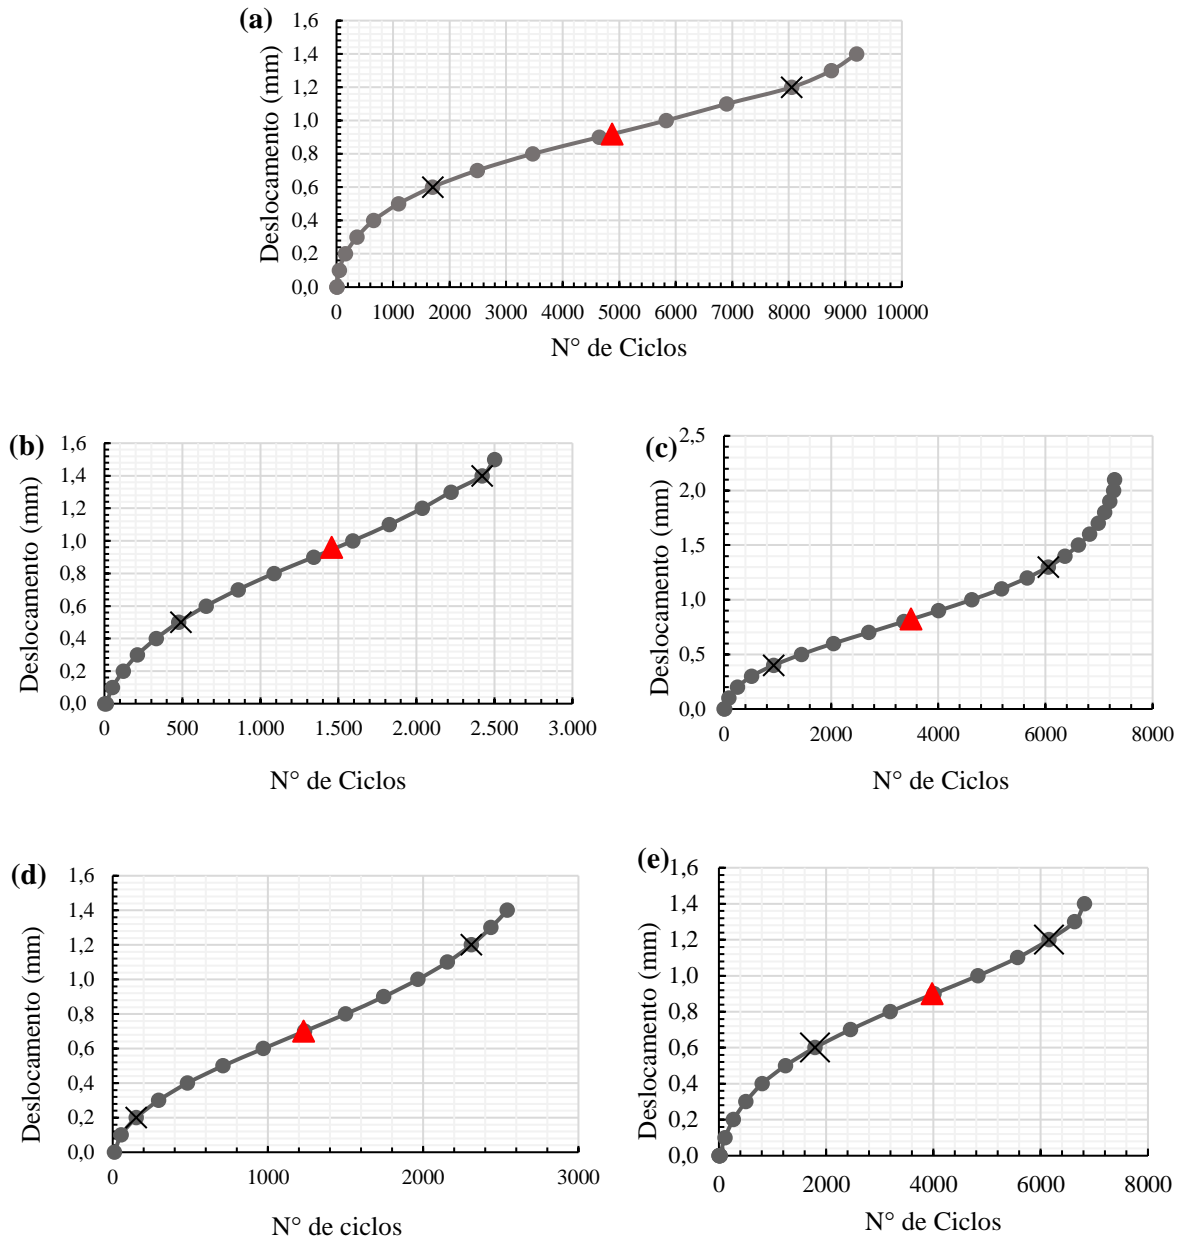 (a)
1,6
1,4
1,2
1,0
0,8
0,6
0,4
0,2
0,0
Deslocamento (mm)
0 1000 2000 3000 4000 5000 6000 7000 8000 9000 10000
N° de Ciclos
(b)
1,6
1,4
1,2
1,0
0,8
0,6
0,4
0,2
0,0
Deslocamento (mm)
0 500 1.000 1.500 2.000 2.500 3.000
N° de Ciclos
(c)
2,5
2,0
1,5
1,0
0,5
0,0
Deslocamento (mm)
0 2000 4000 6000 8000
N° de Ciclos
(d)
1,6
1,4
1,2
1,0
0,8
0,6
0,4
0,2
0,0
Deslocamento (mm)
0 1000 2000 3000
N° de ciclos
(e)
1,6
1,4
1,2
1,0
0,8
0,6
0,4
0,2
0,0
Deslocamento (mm)
0 2000 4000 6000 8000
N° de Ciclos